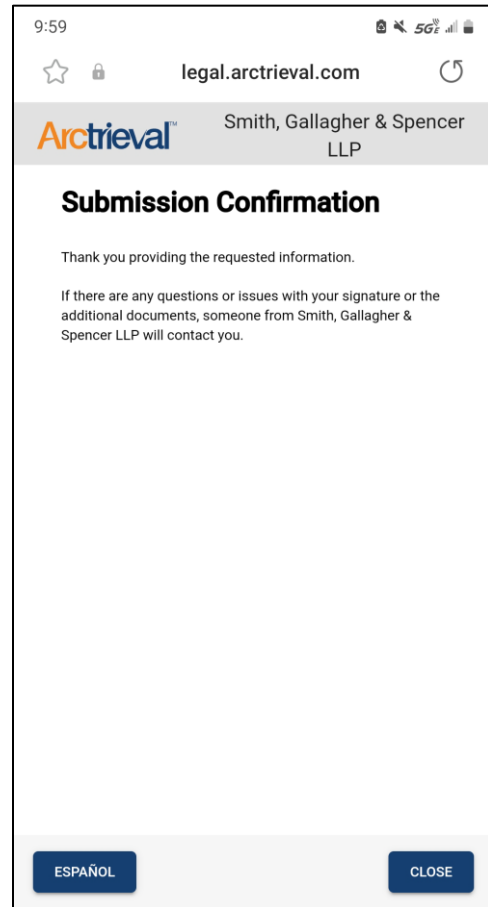 9:59
5GE
legal.arctrieval.com
Arctrieval™
Smith, Gallagher & Spencer
LLP
Submission Confirmation
Thank you providing the requested information.
If there are any questions or issues with your signature or the
additional documents, someone from Smith, Gallagher &
Spencer LLP will contact you.
ESPAÑOL
CLOSE